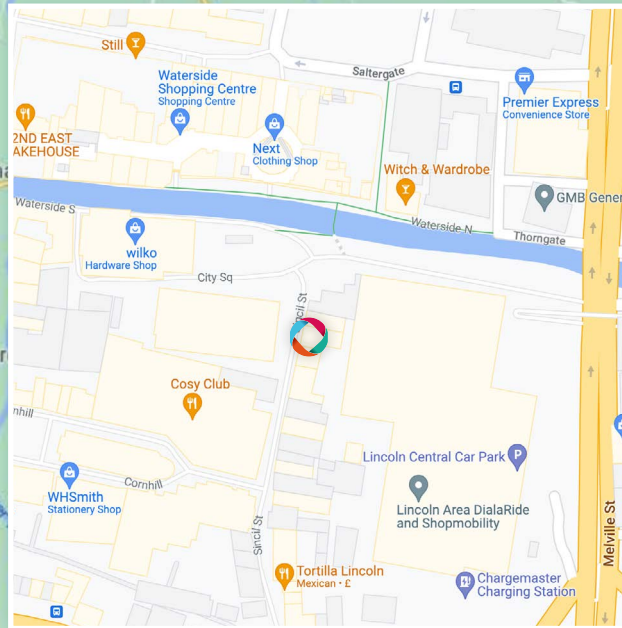 Still
Saltergate
Waterside
Shopping Centre
Shopping Centre
Premier Express
Convenience Store
2ND EAST
AKEHOUSE
Next
Clothing Shop
Witch & Wardrobe
GMB Gener
Waterside S
Waterside N
Thorngate
wilko
Hardware Shop
City Sq
ncil St
Cosy Club
nhill
Lincoln Central Car Park
P
Cornhill
WHSmith
Stationery Shop
Lincoln Area DialaRide
and Shopmobility
Sincil St
Melville St
Tortilla Lincoln
Mexican · £
Chargemaster
Charging Station